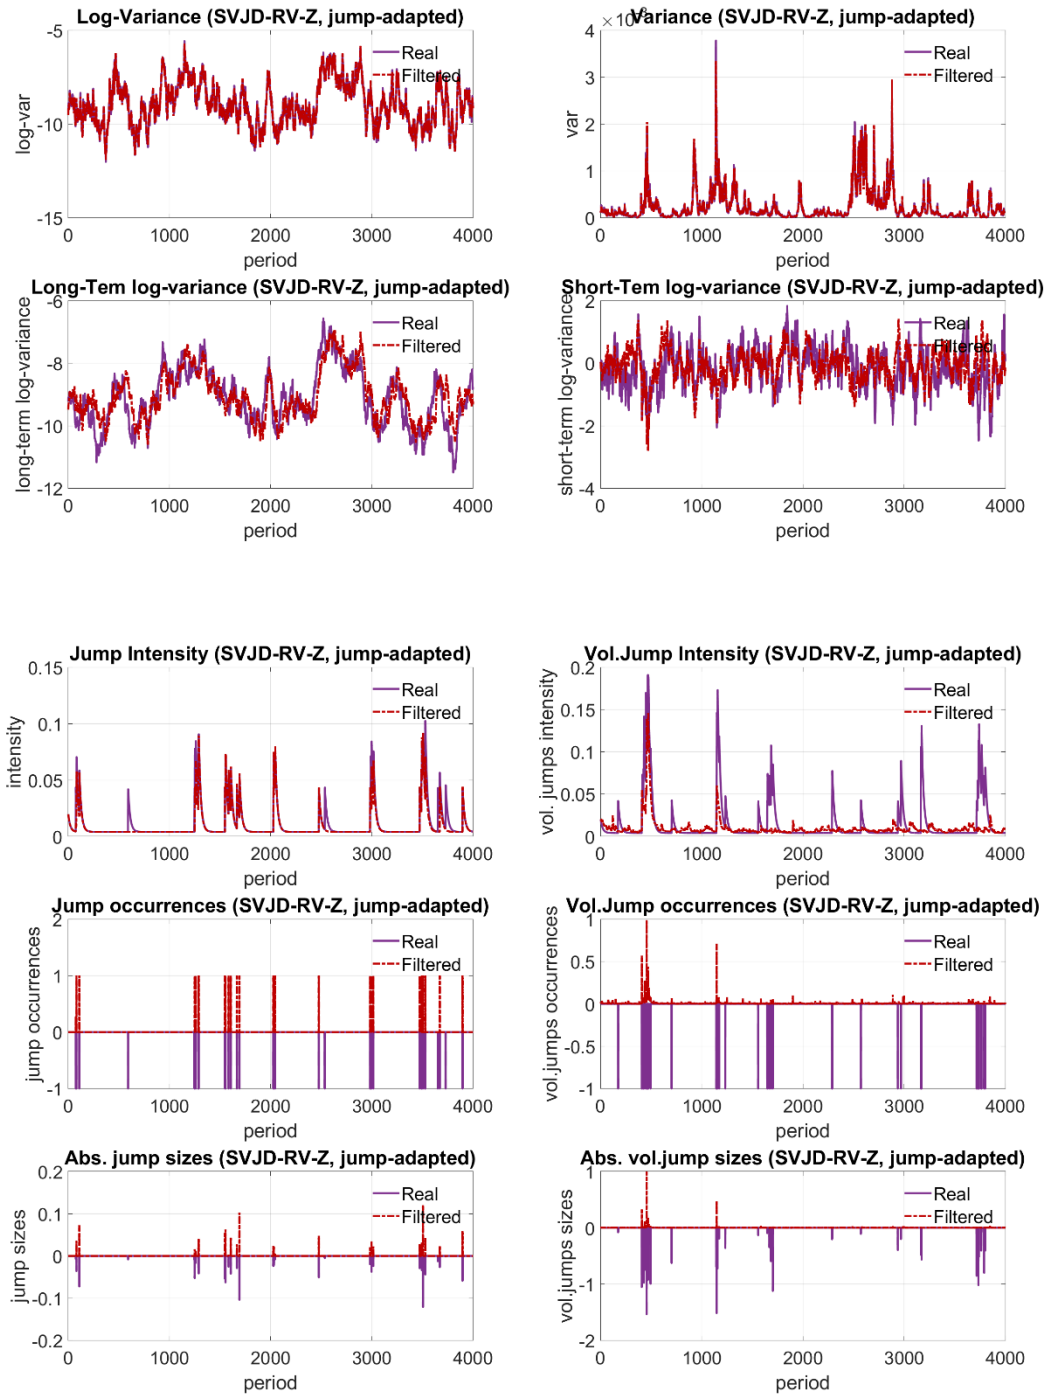 Log-Variance (SVJD-RV-Z, jump-adapted)
-5
-10
-15
log-var
Real
Filtered
0 1000 2000 3000 4000
period
Variance (SVJD-RV-Z, jump-adapted)
4
3
2
1
0
var
Real
Filtered
0 1000 2000 3000 4000
period
Long-Tem log-variance (SVJD-RV-Z, jump-adapted)
-6
-8
-10
-12
long-term log-variance
Real
Filtered
0 1000 2000 3000 4000
period
Short-Tem log-variance (SVJD-RV-Z, jump-adapted)
2
0
-2
-4
short-term log-variance
Real
Filtered
0 1000 2000 3000 4000
period
Jump Intensity (SVJD-RV-Z, jump-adapted)
0.15
0.1
0.05
0
intensity
Real
Filtered
0 1000 2000 3000 4000
period
Vol.Jump Intensity (SVJD-RV-Z, jump-adapted)
0.2
0.15
0.1
0.05
0
vol. jumps intensity
Real
Filtered
0 1000 2000 3000 4000
period
Jump occurrences (SVJD-RV-Z, jump-adapted)
2
1
0
-1
jump occurrences
Real
Filtered
0 1000 2000 3000 4000
period
Vol.Jump occurrences (SVJD-RV-Z, jump-adapted)
1
0.5
0
-0.5
-1
vol.jumps occurrences
Real
Filtered
0 1000 2000 3000 4000
period
Abs. jump sizes (SVJD-RV-Z, jump-adapted)
0.2
0.1
0
-0.1
-0.2
jump sizes
Real
Filtered
0 1000 2000 3000 4000
period
Abs. vol.jump sizes (SVJD-RV-Z, jump-adapted)
1
0
-1
-2
vol.jumps sizes
Real
Filtered
0 1000 2000 3000 4000
period